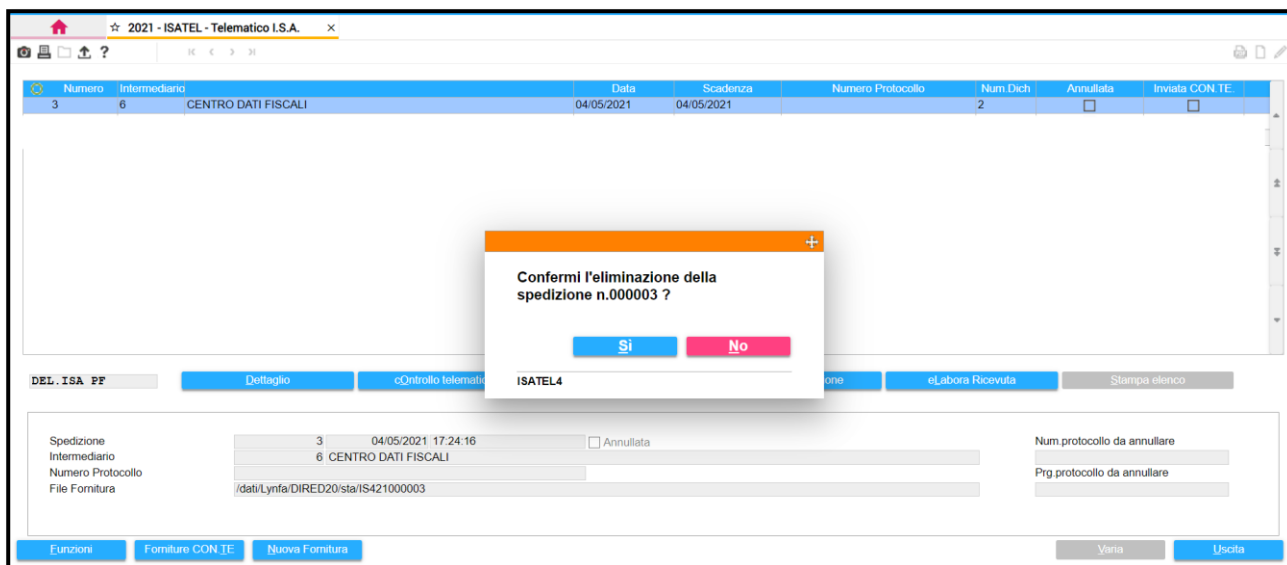 2021 - ISATEL - Telematico I.S.A.
Numero Intermediario Data Scadenza Numero Protocollo Num.Dich Annullata Inviata CON.TE.
3 6 CENTRO DATI FISCALI 04/05/2021 04/05/2021 2
Confermi l'eliminazione della
spedizione n.000003 ?
Sì No
ISATEL4
DEL.ISA PF Dettaglio cOntrollo telematic one eLabora Ricevuta Stampa elenco
Spedizione 3 04/05/2021 17:24:16 Annullata Num.protocollo da annullare
Intermediario 6 CENTRO DATI FISCALI
Numero Protocollo Prg.protocollo da annullare
File Fornitura /dati/Lynfa/DIRED20/sta/IS421000003
Funzioni Forniture CON.TE Nuova Fornitura Varia Uscita